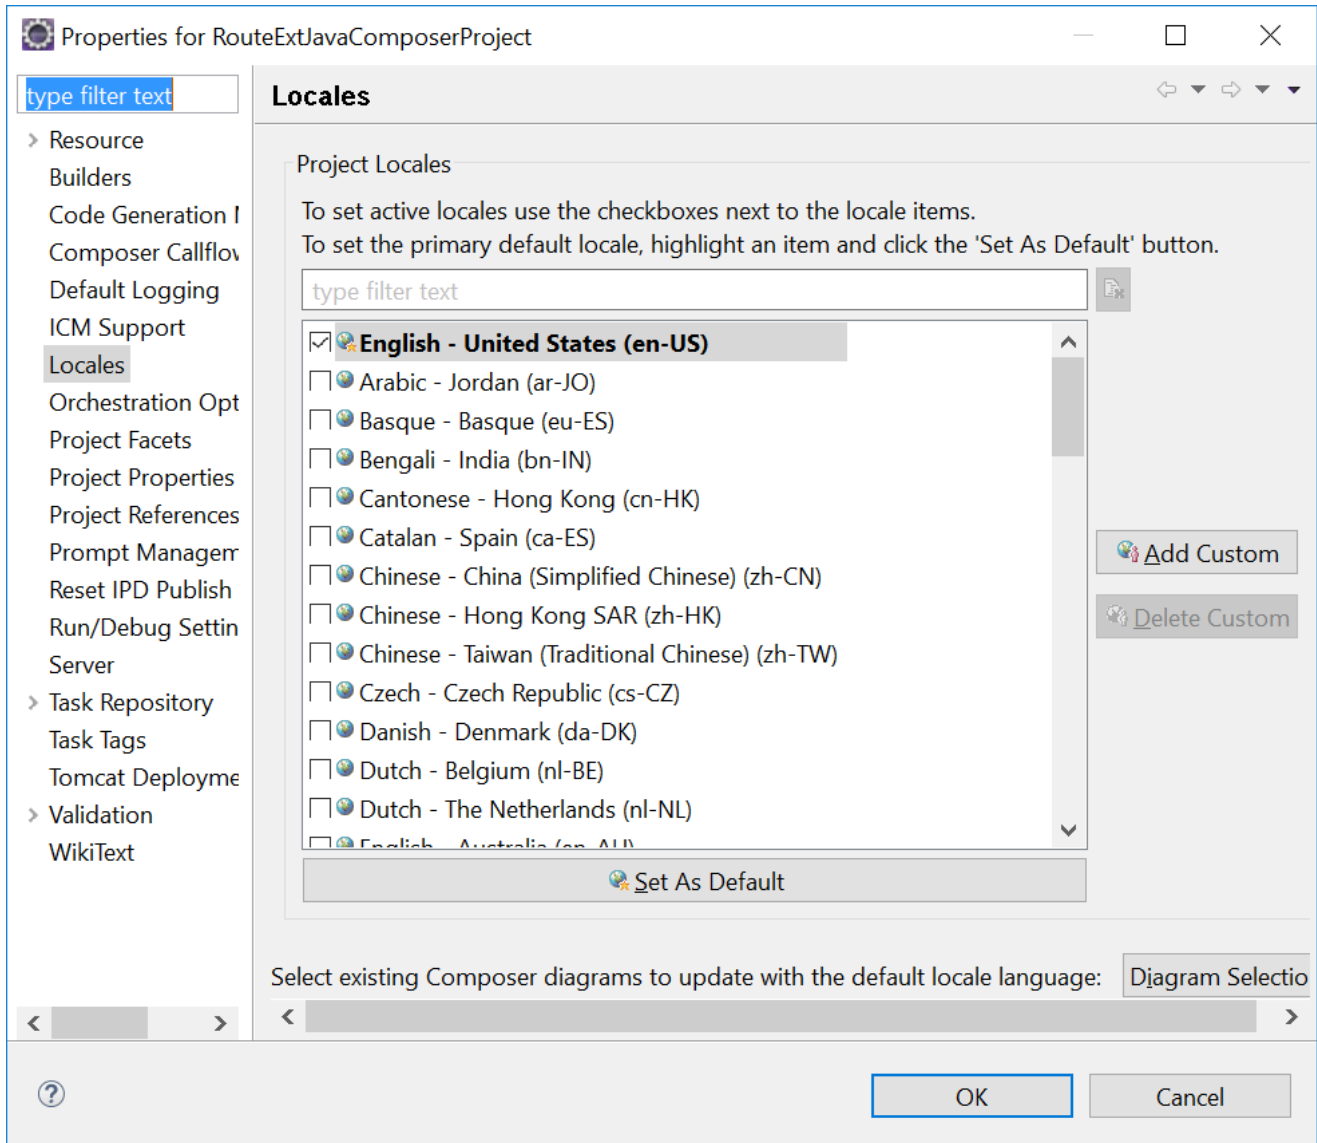 Properties for RouteExtJavaComposerProject
type filter text
Resource
Builders
Code Generation
Composer Callflow
Default Logging
ICM Support
Locales
Orchestration Opt
Project Facets
Project Properties
Project References
Prompt Managem
Reset IPD Publish
Run/Debug Settin
Server
Task Repository
Task Tags
Tomcat Deployme
Validation
WikiText
Locales
Project Locales
To set active locales use the checkboxes next to the locale items.
To set the primary default locale, highlight an item and click the 'Set As Default' button.
type filter text
English - United States (en-US)
Arabic - Jordan (ar-JO)
Basque - Basque (eu-ES)
Bengali - India (bn-IN)
Cantonese - Hong Kong (cn-HK)
Catalan - Spain (ca-ES)
Chinese - China (Simplified Chinese) (zh-CN)
Chinese - Hong Kong SAR (zh-HK)
Chinese - Taiwan (Traditional Chinese) (zh-TW)
Czech - Czech Republic (cs-CZ)
Danish - Denmark (da-DK)
Dutch - Belgium (nl-BE)
Dutch - The Netherlands (nl-NL)
English - Australia (en-AU)
Add Custom
Delete Custom
Set As Default
Select existing Composer diagrams to update with the default locale language:
Diagram Selectio
OK
Cancel